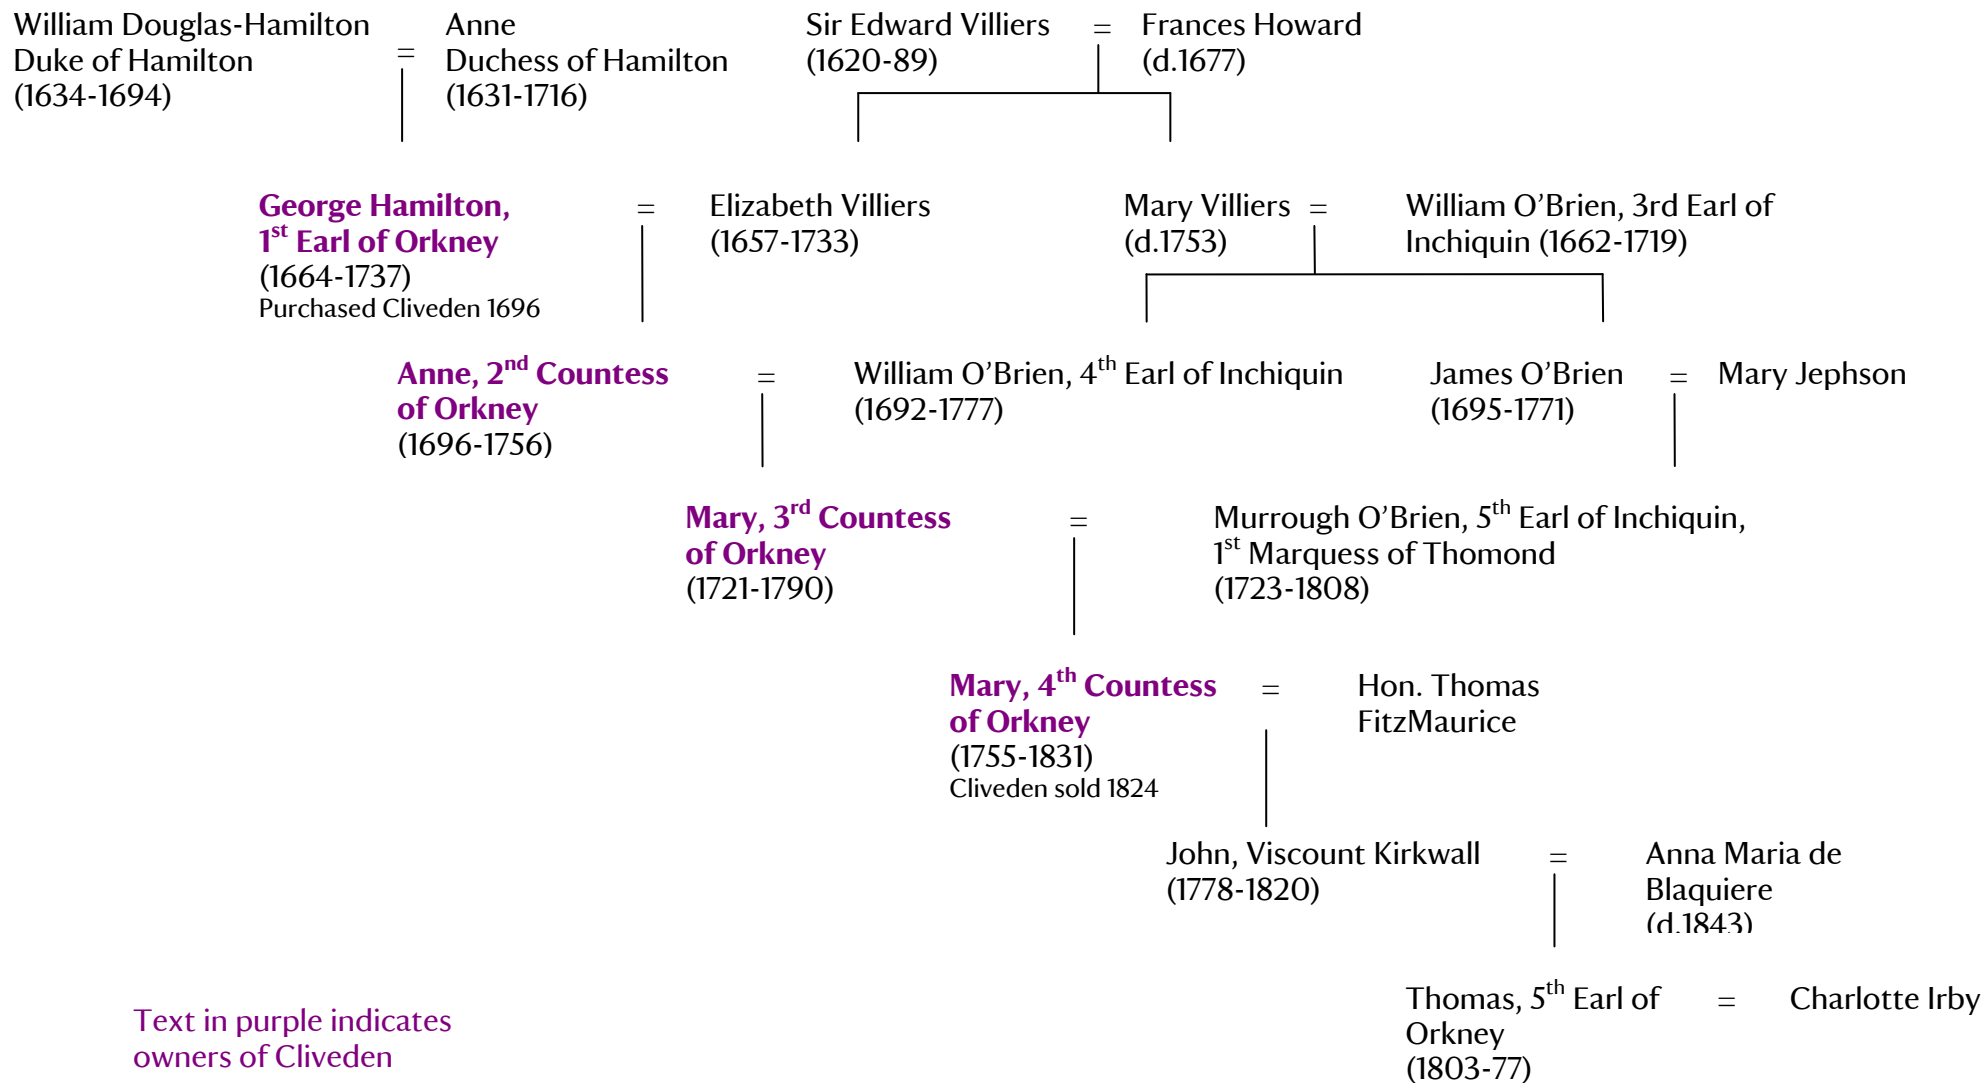 William Douglas-Hamilton
Duke of Hamilton
(1634-1694)
=
Anne
Duchess of Hamilton
(1631-1716)
Sir Edward Villiers
(1620-89)
=
Frances Howard
(d.1677)
George Hamilton,
1st Earl of Orkney
(1664-1737)
Purchased Cliveden 1696
=
Elizabeth Villiers
(1657-1733)
Mary Villiers
(d.1753)
=
William O’Brien, 3rd Earl of
Inchiquin (1662-1719)
Anne, 2nd Countess
of Orkney
(1696-1756)
=
William O’Brien, 4th Earl of Inchiquin
(1692-1777)
James O’Brien
(1695-1771)
=
Mary Jephson
Mary, 3rd Countess
of Orkney
(1721-1790)
=
Murrough O’Brien, 5th Earl of Inchiquin,
1st Marquess of Thomond
(1723-1808)
Mary, 4th Countess
of Orkney
(1755-1831)
Cliveden sold 1824
=
Hon. Thomas
FitzMaurice
John, Viscount Kirkwall
(1778-1820)
=
Anna Maria de
Blaquiere
(d.1843)
Thomas, 5th Earl of
Orkney
(1803-77)
=
Charlotte Irby
Text in purple indicates
owners of Cliveden